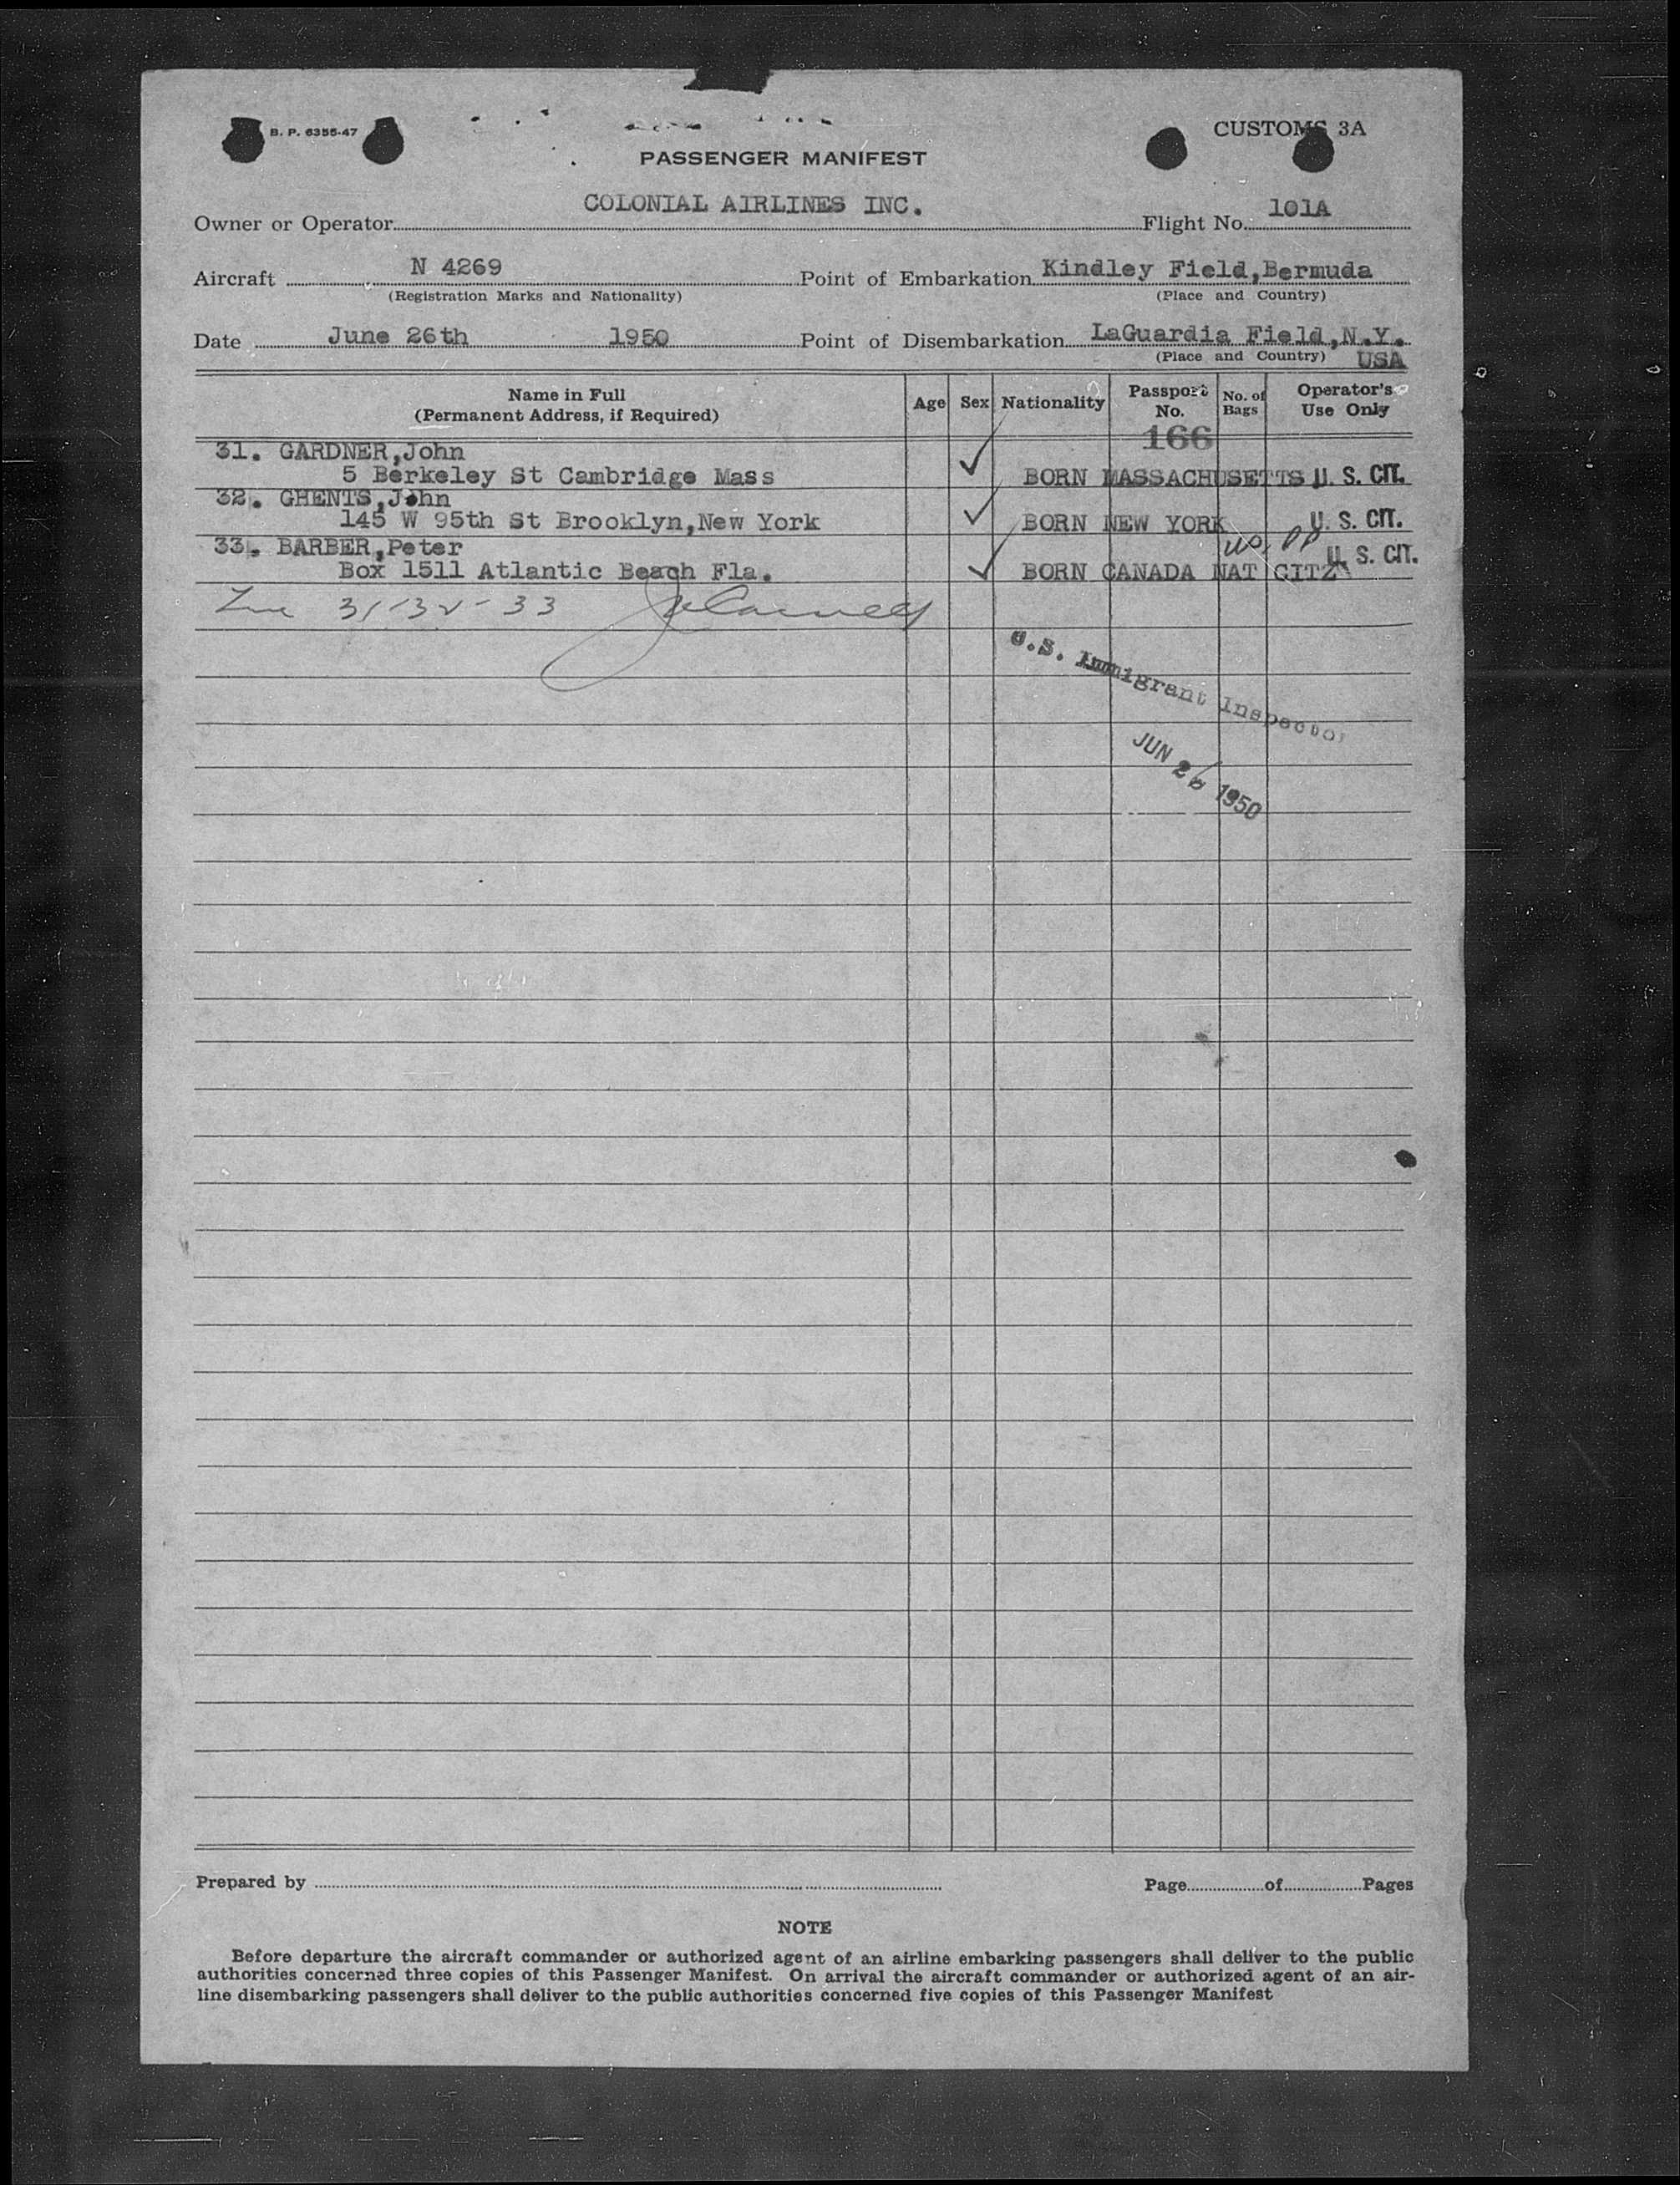 B. P. 6355-47
CUSTOMS 3A
PASSENGER MANIFEST
Owner or Operator COLONIAL AIRLINES INC. Flight No. 101A
Aircraft N 4269 Point of Embarkation Kindley Field,Bermuda
(Registration Marks and Nationality) (Place and Country)
Date June 26th 1950 Point of Disembarkation LaGuardia Field,N.Y.
(Place and Country) USA
Name in Full (Permanent Address, if Required) Age Sex Nationality Passport No. No. of Bags Operator's Use Only
166
31. GARDNER,John
5 Berkeley St Cambridge Mass BORN MASSACHUSETTS U. S. CIT.
32. GHENTS,John
145 W 95th St Brooklyn,New York BORN NEW YORK U. S. CIT.
33. BARBER,Peter US. PP U. S. CIT.
Box 1511 Atlantic Beach Fla. BORN CANADA NAT CITZ
31-32-33
U.S. Immigrant Inspector
JUN 26 1950
Prepared by Page of Pages
NOTE
Before departure the aircraft commander or authorized agent of an airline embarking passengers shall deliver to the public
authorities concerned three copies of this Passenger Manifest. On arrival the aircraft commander or authorized agent of an air-
line disembarking passengers shall deliver to the public authorities concerned five copies of this Passenger Manifest